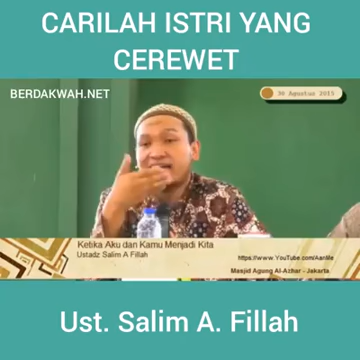 CARILAH ISTRI YANG
CEREWET
BERDAKWAH.NET
30 Agustus 2015
Ketika Aku dan Kamu Menjadi Kita
Ustadz Salim A Fillah
https://www.YouTube.com/AanMe
Masjid Agung Al-Azhar - Jakarta
Ust. Salim A. Fillah